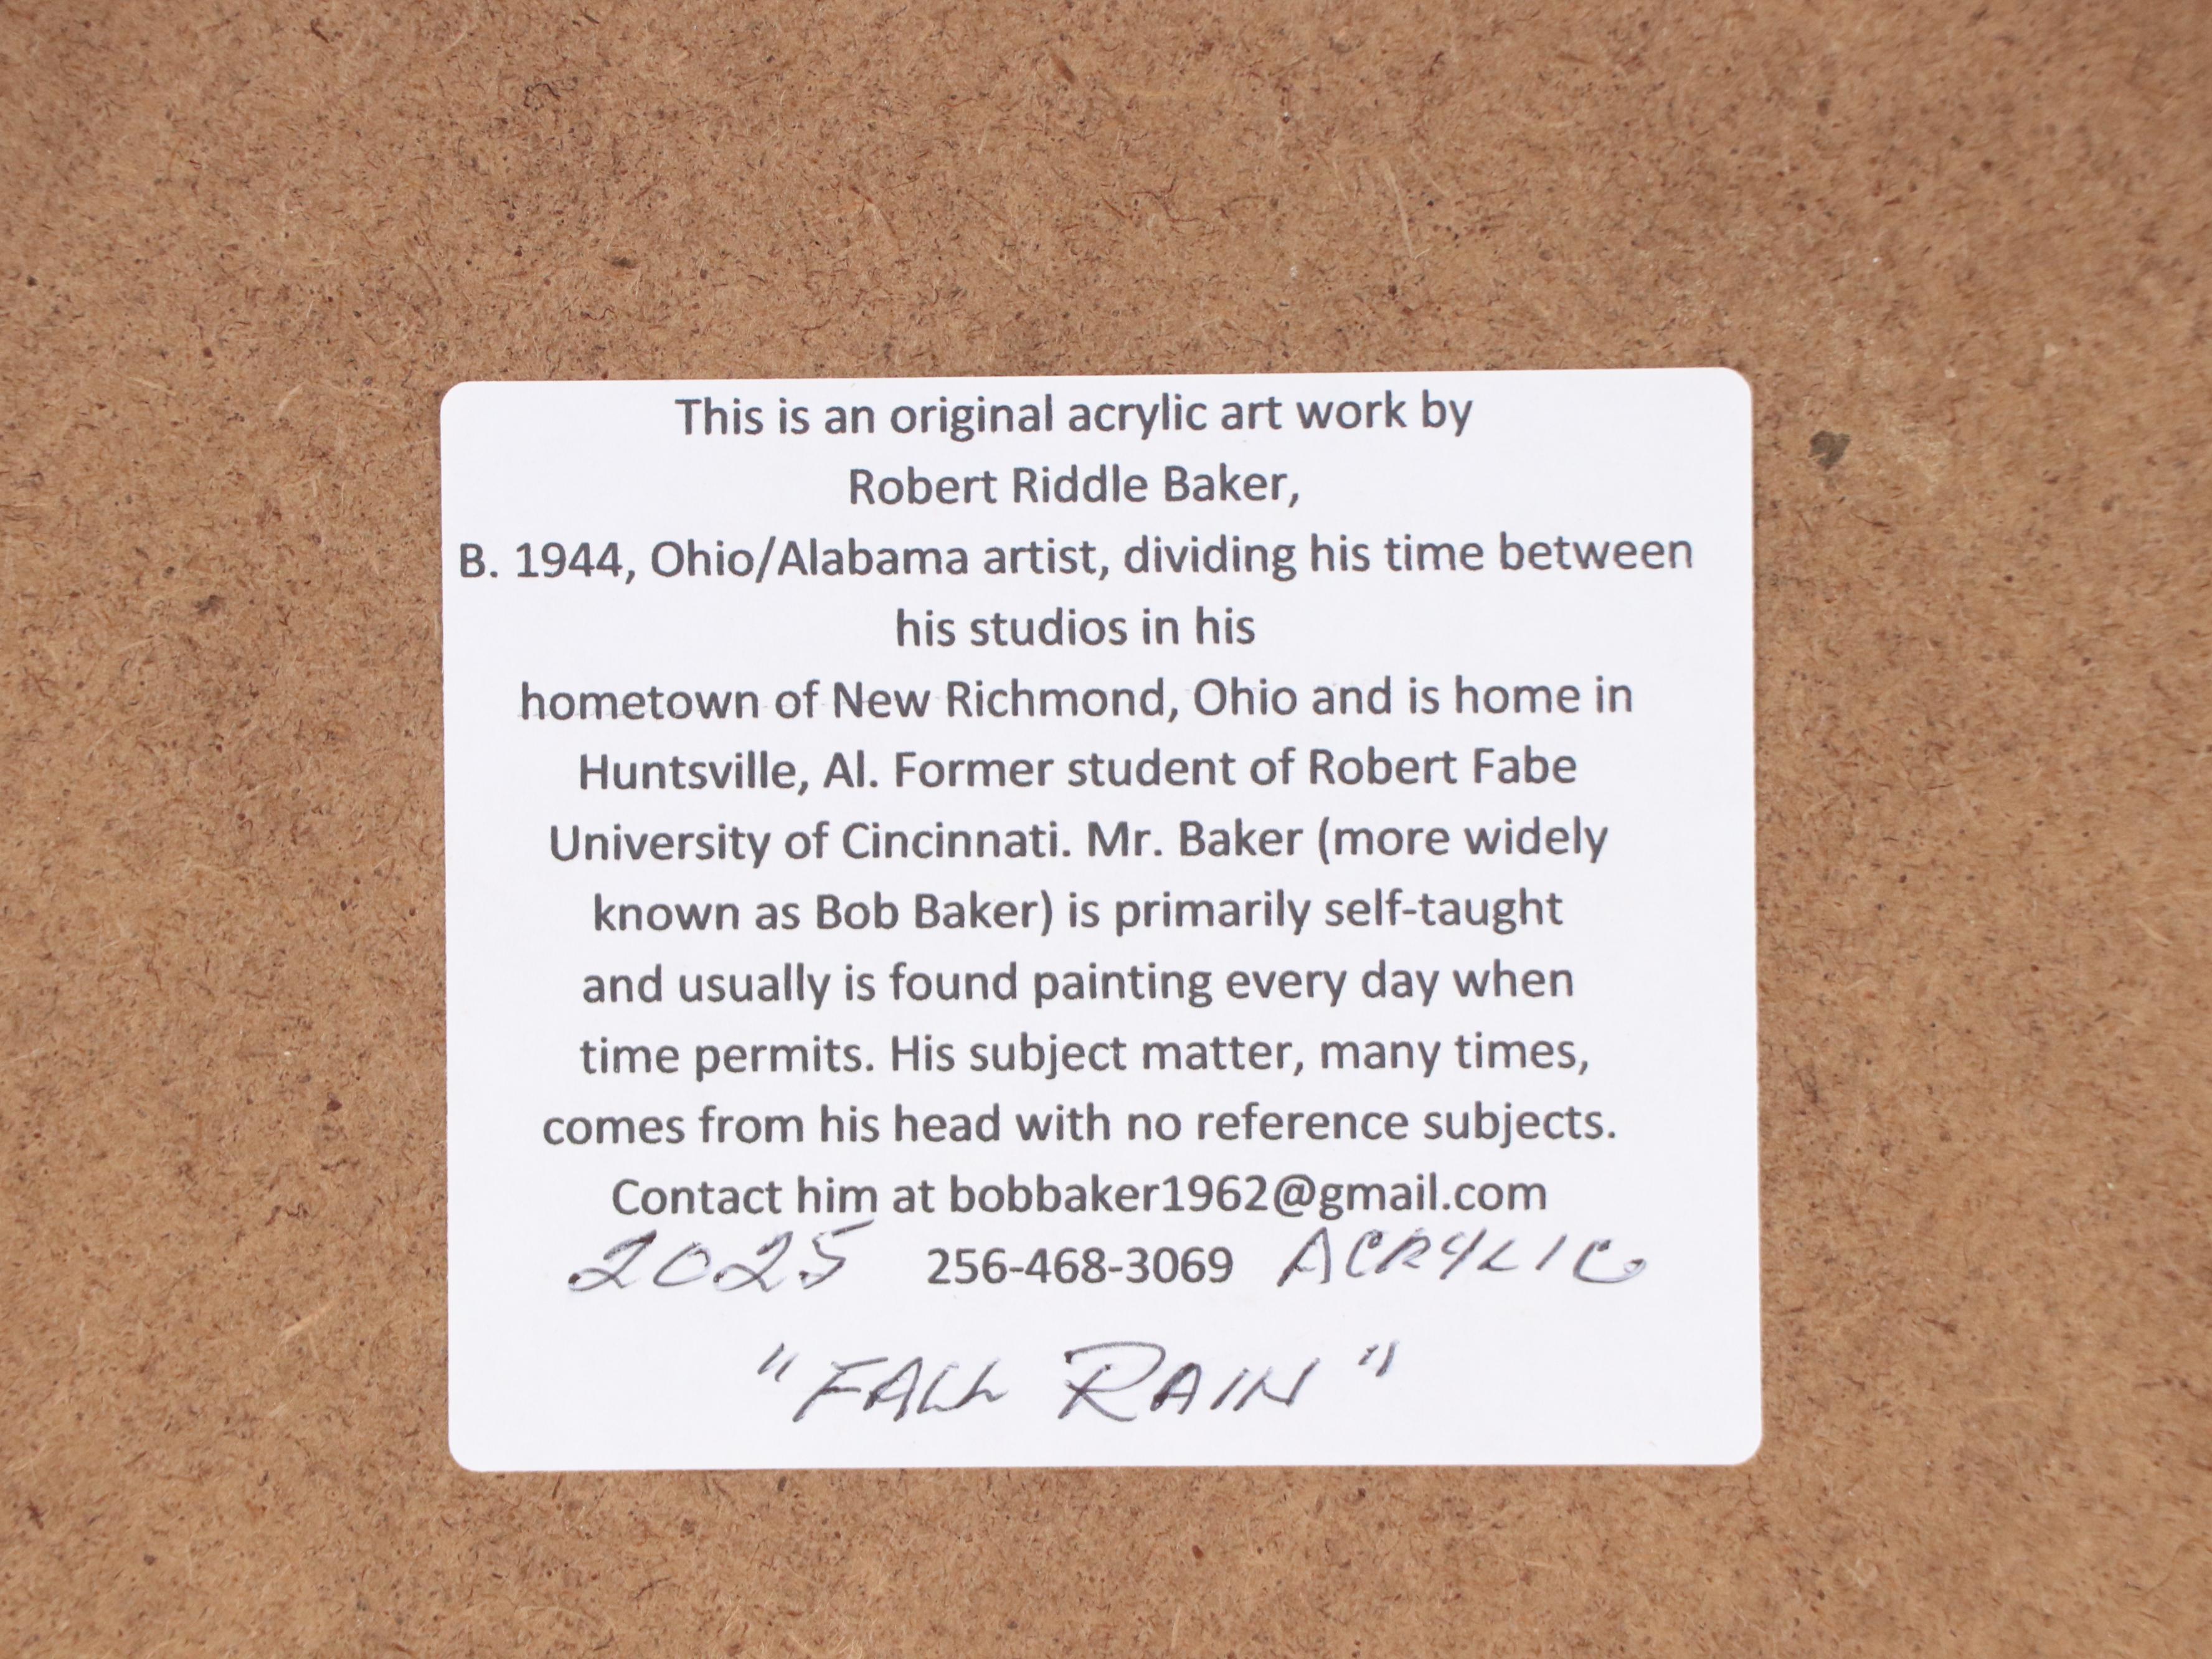 This is an original acrylic art work by
Robert Riddle Baker,
B. 1944, Ohio/Alabama artist, dividing his time between
his studios in his
hometown of New Richmond, Ohio and is home in
Huntsville, Al. Former student of Robert Fabe
University of Cincinnati. Mr. Baker (more widely
known as Bob Baker) is primarily self-taught
and usually is found painting every day when
time permits. His subject matter, many times,
comes from his head with no reference subjects.
Contact him at bobbaker1962@gmail.com
2025 256-468-3069 ACRYLIC
"FALL RAIN"